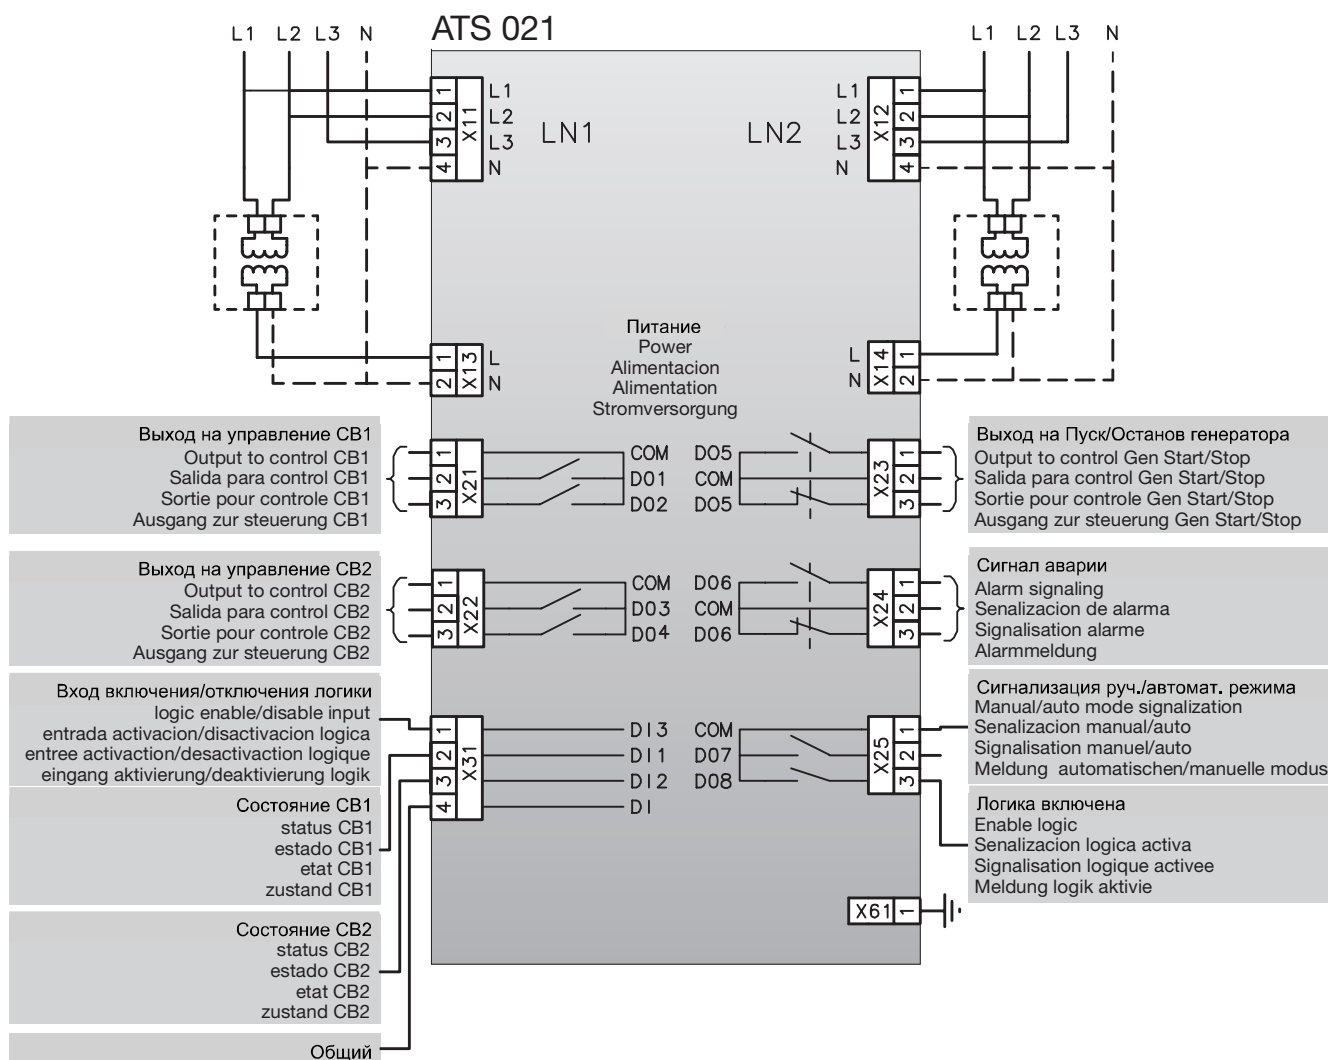 ATS 021
L1 L2 L3 N
L1 L2 L3 N
1 X11 L1
2 L2
3 L3
4 N
LN1
LN2
L1 X12 1
L2 2
L3 3
N 4
Питание
Power
Alimentacion
Alimentation
Stromversorgung
1 X13 L
2 N
L X14 1
N 2
Выход на управление CB1
Output to control CB1
Salida para control CB1
Sortie pour controle CB1
Ausgang zur steuerung CB1
1 X21 COM
2 DO1
3 DO2
DO5 X23 1
COM 2
DO5 3
Выход на Пуск/Останов генератора
Output to control Gen Start/Stop
Salida para control Gen Start/Stop
Sortie pour controle Gen Start/Stop
Ausgang zur steuerung Gen Start/Stop
Выход на управление CB2
Output to control CB2
Salida para control CB2
Sortie pour controle CB2
Ausgang zur steuerung CB2
1 X22 COM
2 DO3
3 DO4
DO6 X24 1
COM 2
DO6 3
Сигнал аварии
Alarm signaling
Senalizacion de alarma
Signalisation alarme
Alarmmeldung
Вход включения/отключения логики
logic enable/disable input
entrada activacion/disactivacion logica
entree activaction/desactivaction logique
eingang aktivierung/deaktivierung logik
1 X31 DI3
2 DI1
3 DI2
4 DI
COM X25 1
DO7 2
DO8 3
Сигнализация руч./автомат. режима
Manual/auto mode signalization
Senalizacion manual/auto
Signalisation manuel/auto
Meldung automatischen/manuelle modus
Состояние CB1
status CB1
estado CB1
etat CB1
zustand CB1
Логика включена
Enable logic
Senalizacion logica activa
Signalisation logique activee
Meldung logik aktivie
X61 1
Состояние CB2
status CB2
estado CB2
etat CB2
zustand CB2
Общий